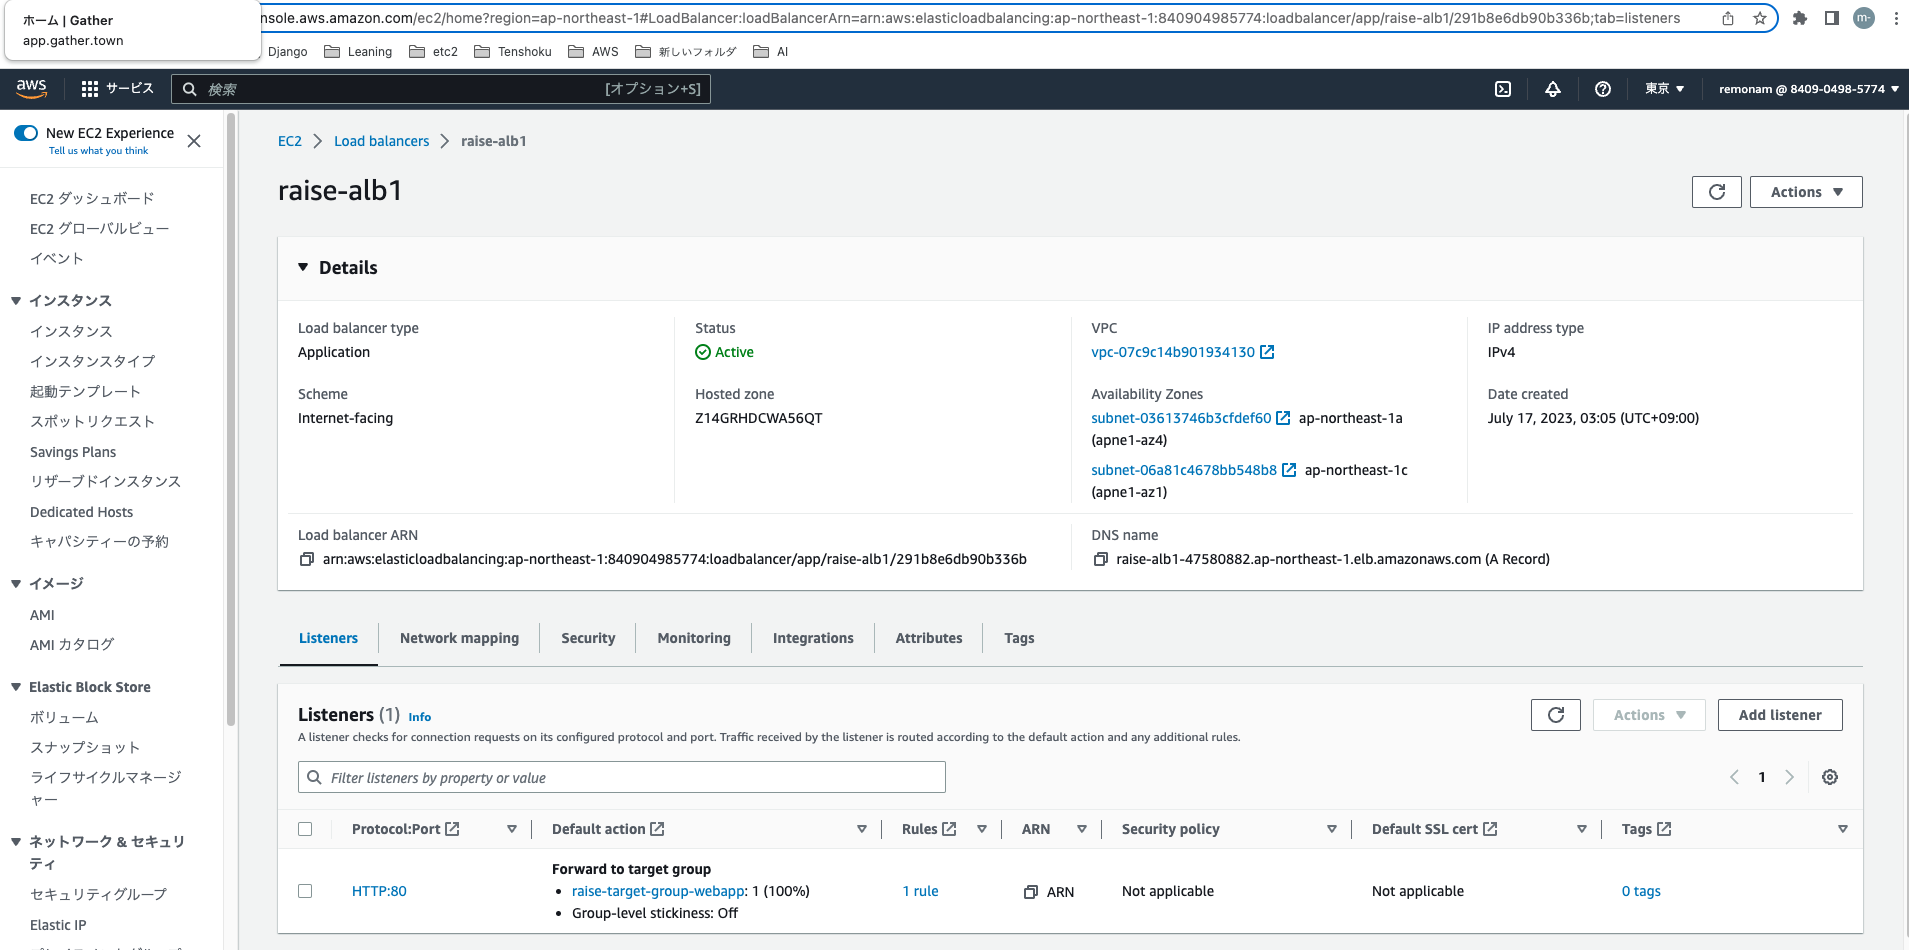 ホーム | Gather
app.gather.town
nsole.aws.amazon.com/ec2/home?region=ap-northeast-1#LoadBalancer:loadBalancerArn=arn:aws:elasticloadbalancing:ap-northeast-1:840904985774:loadbalancer/app/raise-alb1/291b8e6db90b336b;tab=listeners
m-
Django Leaning etc2 Tenshoku AWS 新しいフォルダ AI
aws サービス 検索 [オプション+S] 東京 ▼ remonam @ 8409-0498-5774 ▼
New EC2 Experience
Tell us what you think
EC2 ダッシュボード
EC2 グローバルビュー
イベント
インスタンス
インスタンス
インスタンスタイプ
起動テンプレート
スポットリクエスト
Savings Plans
リザーブドインスタンス
Dedicated Hosts
キャパシティーの予約
イメージ
AMI
AMI カタログ
Elastic Block Store
ボリューム
スナップショット
ライフサイクルマネージ
ャー
ネットワーク & セキュリ
ティ
セキュリティグループ
Elastic IP
EC2 > Load balancers > raise-alb1
raise-alb1
Actions ▼
▼ Details
Load balancer type
Application
Status
Active
VPC
vpc-07c9c14b901934130
IP address type
IPv4
Scheme
Internet-facing
Hosted zone
Z14GRHDCWA56QT
Availability Zones
subnet-03613746b3cfdef60 ap-northeast-1a
(apne1-az4)
subnet-06a81c4678bb548b8 ap-northeast-1c
(apne1-az1)
Date created
July 17, 2023, 03:05 (UTC+09:00)
Load balancer ARN
arn:aws:elasticloadbalancing:ap-northeast-1:840904985774:loadbalancer/app/raise-alb1/291b8e6db90b336b
DNS name
raise-alb1-47580882.ap-northeast-1.elb.amazonaws.com (A Record)
Listeners Network mapping Security Monitoring Integrations Attributes Tags
Listeners (1) Info
A listener checks for connection requests on its configured protocol and port. Traffic received by the listener is routed according to the default action and any additional rules.
Actions ▼ Add listener
Filter listeners by property or value
< 1 >
Protocol:Port Default action Rules ARN Security policy Default SSL cert Tags
HTTP:80
Forward to target group
• raise-target-group-webapp: 1 (100%)
• Group-level stickiness: Off
1 rule
ARN
Not applicable
Not applicable
0 tags